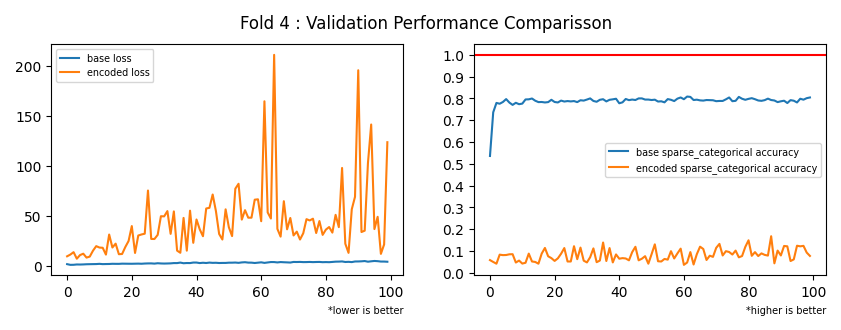 Fold 4 : Validation Performance Comparisson
base loss
encoded loss
200
150
100
50
0
0 20 40 60 80 100
*lower is better
1.0
0.9
0.8
0.7
0.6
0.5
0.4
0.3
0.2
0.1
0.0
base sparse_categorical accuracy
encoded sparse_categorical accuracy
0 20 40 60 80 100
*higher is better